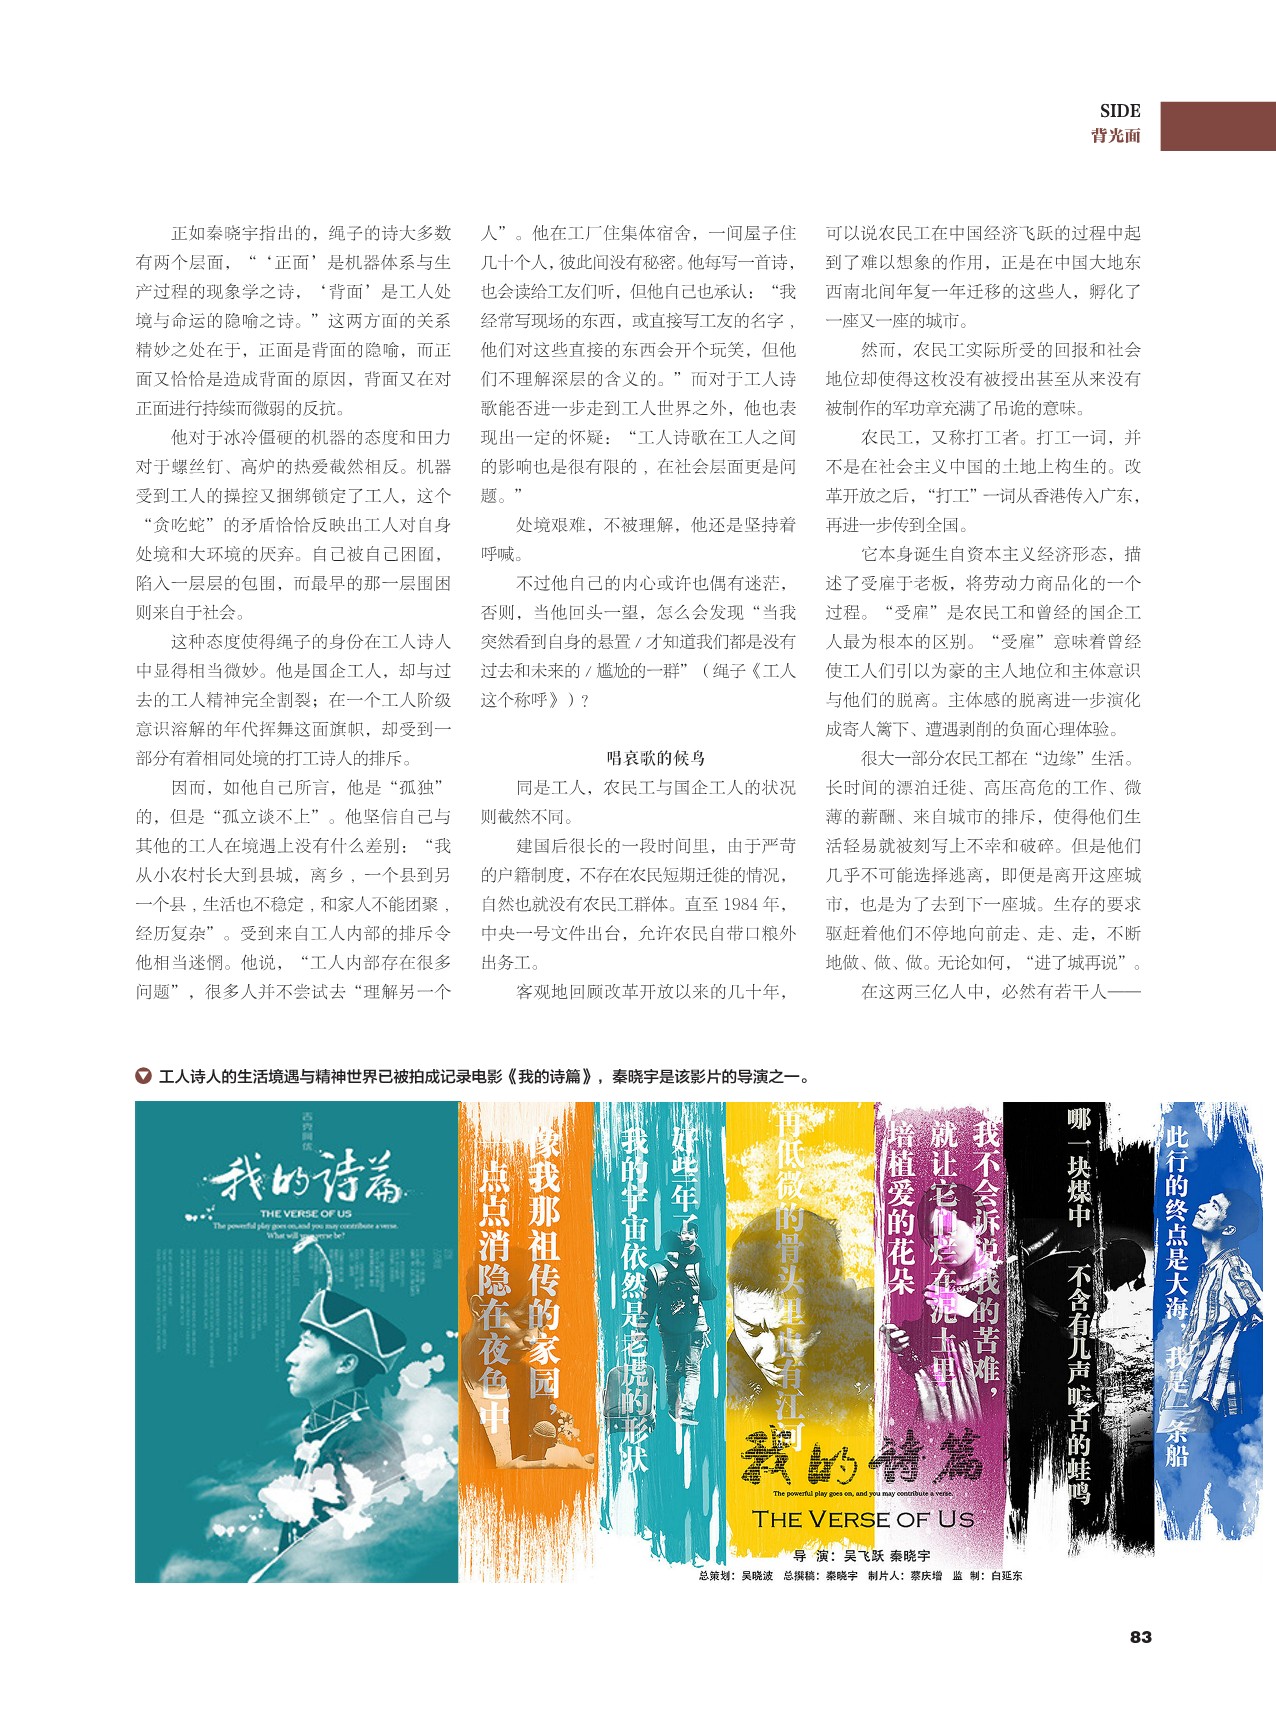 SIDE
背光面
正如秦晓宇指出的，绳子的诗大多数
有两个层面，“‘正面’是机器体系与生
产过程的现象学之诗，‘背面’是工人处
境与命运的隐喻之诗。”这两方面的关系
精妙之处在于，正面是背面的隐喻，而正
面又恰恰是造成背面的原因，背面又在对
正面进行持续而微弱的反抗。
他对于冰冷僵硬的机器的态度和田力
对于螺丝钉、高炉的热爱截然相反。机器
受到工人的操控又捆绑锁定了工人，这个
“贪吃蛇”的矛盾恰恰反映出工人对自身
处境和大环境的厌弃。自己被自己困囿，
陷入一层层的包围，而最早的那一层围困
则来自于社会。
这种态度使得绳子的身份在工人诗人
中显得相当微妙。他是国企工人，却与过
去的工人精神完全割裂；在一个工人阶级
意识溶解的年代挥舞这面旗帜，却受到一
部分有着相同处境的打工诗人的排斥。
因而，如他自己所言，他是“孤独”
的，但是“孤立谈不上”。他坚信自己与
其他的工人在境遇上没有什么差别：“我
从小农村长大到县城，离乡，一个县到另
一个县，生活也不稳定，和家人不能团聚，
经历复杂”。受到来自工人内部的排斥令
他相当迷惘。他说，“工人内部存在很多
问题”，很多人并不尝试去“理解另一个
人”。他在工厂住集体宿舍，一间屋子住
几十个人，彼此间没有秘密。他每写一首诗，
也会读给工友们听，但他自己也承认：“我
经常写现场的东西，或直接写工友的名字，
他们对这些直接的东西会开个玩笑，但他
们不理解深层的含义的。”而对于工人诗
歌能否进一步走到工人世界之外，他也表
现出一定的怀疑：“工人诗歌在工人之间
的影响也是很有限的，在社会层面更是问
题。”
处境艰难，不被理解，他还是坚持着
呼喊。
不过他自己的内心或许也偶有迷茫，
否则，当他回头一望，怎么会发现“当我
突然看到自身的悬置 / 才知道我们都是没有
过去和未来的 / 尴尬的一群”（绳子《工人
这个称呼》）？
唱哀歌的候鸟
同是工人，农民工与国企工人的状况
则截然不同。
建国后很长的一段时间里，由于严苛
的户籍制度，不存在农民短期迁徙的情况，
自然也就没有农民工群体。直至 1984 年，
中央一号文件出台，允许农民自带口粮外
出务工。
客观地回顾改革开放以来的几十年，
可以说农民工在中国经济飞跃的过程中起
到了难以想象的作用，正是在中国大地东
西南北间年复一年迁移的这些人，孵化了
一座又一座的城市。
然而，农民工实际所受的回报和社会
地位却使得这枚没有被授出甚至从来没有
被制作的军功章充满了吊诡的意味。
农民工，又称打工者。打工一词，并
不是在社会主义中国的土地上构生的。改
革开放之后，“打工”一词从香港传入广东，
再进一步传到全国。
它本身诞生自资本主义经济形态，描
述了受雇于老板，将劳动力商品化的一个
过程。“受雇”是农民工和曾经的国企工
人最为根本的区别。“受雇”意味着曾经
使工人们引以为豪的主人地位和主体意识
与他们的脱离。主体感的脱离进一步演化
成寄人篱下、遭遇剥削的负面心理体验。
很大一部分农民工都在“边缘”生活。
长时间的漂泊迁徙、高压高危的工作、微
薄的薪酬、来自城市的排斥，使得他们生
活轻易就被刻写上不幸和破碎。但是他们
几乎不可能选择逃离，即便是离开这座城
市，也是为了去到下一座城。生存的要求
驱赶着他们不停地向前走、走、走，不断
地做、做、做。无论如何，“进了城再说”。
在这两三亿人中，必然有若干人——
工人诗人的生活境遇与精神世界已被拍成记录电影《我的诗篇》，秦晓宇是该影片的导演之一。
我的诗篇
THE VERSE OF US
The powerful play goes on,and you may contribute a verse.
What will your verse be?
像我那祖传的家园，
一点点消隐在夜色中
好些年了
我的宇宙依然是老虎的形状
再低微的骨头里也有江河
我不会诉说我的苦难，
就让它们烂在泥土里
培植爱的花朵
哪一块煤中 不含有几声旷古的蛙鸣
此行的终点是大海，我是一条船
我的诗篇
The powerful play goes on, and you may contribute a verse.
THE VERSE OF US
导 演：吴飞跃 秦晓宇
总策划：吴晓波 总撰稿：秦晓宇 制片人：蔡庆增 监 制：白延东
83